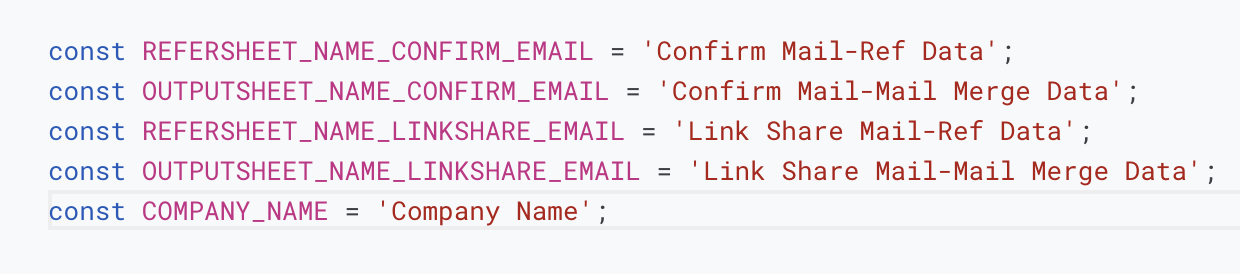 const REFERSHEET_NAME_CONFIRM_EMAIL = 'Confirm Mail-Ref Data';
const OUTPUTSHEET_NAME_CONFIRM_EMAIL = 'Confirm Mail-Mail Merge Data';
const REFERSHEET_NAME_LINKSHARE_EMAIL = 'Link Share Mail-Ref Data';
const OUTPUTSHEET_NAME_LINKSHARE_EMAIL = 'Link Share Mail-Mail Merge Data';
const COMPANY_NAME = 'Company Name';